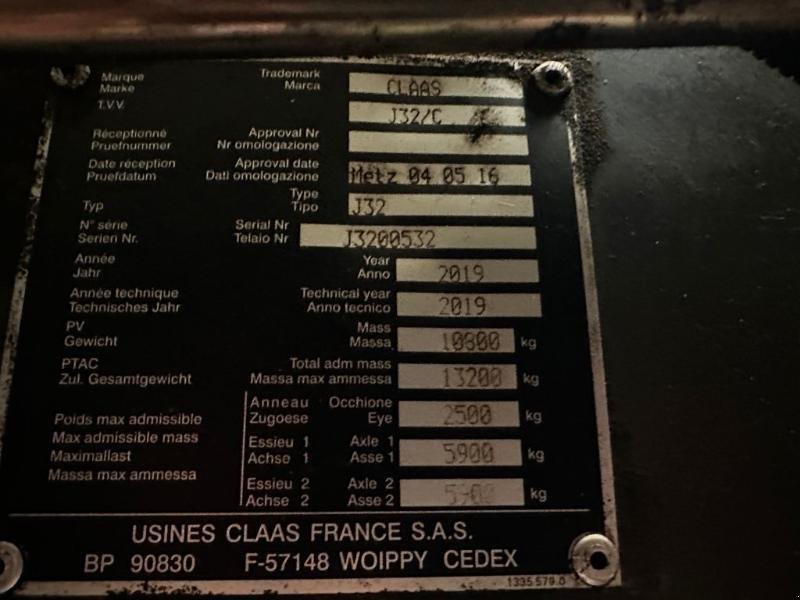 Marque Trademark
Marke Marca CLAAS
T.V.V. J32/C
Réceptionné Approval Nr
Pruefnummer Nr omologazione
Date réception Approval date
Pruefdatum Dati omologazione Metz 04 05 16
Type
Typ Tipo J32
N° série Serial Nr
Serien Nr. Telaio Nr J3200532
Année Year
Jahr Anno 2019
Année technique Technical year
Technisches Jahr Anno tecnico 2019
PV Mass
Gewicht Massa 10800 kg
PTAC Total adm mass
Zul. Gesamtgewicht Massa max ammessa 13200 kg
Anneau Occhione
Poids max admissible Zugoese Eye 2500 kg
Max admissible mass Essieu 1 Axle 1
Maximallast Achse 1 Asse 1 5900 kg
Massa max ammessa
Essieu 2 Axle 2
Achse 2 Asse 2 5900 kg
USINES CLAAS FRANCE S.A.S.
BP 90830 F-57148 WOIPPY CEDEX
1335 579.0